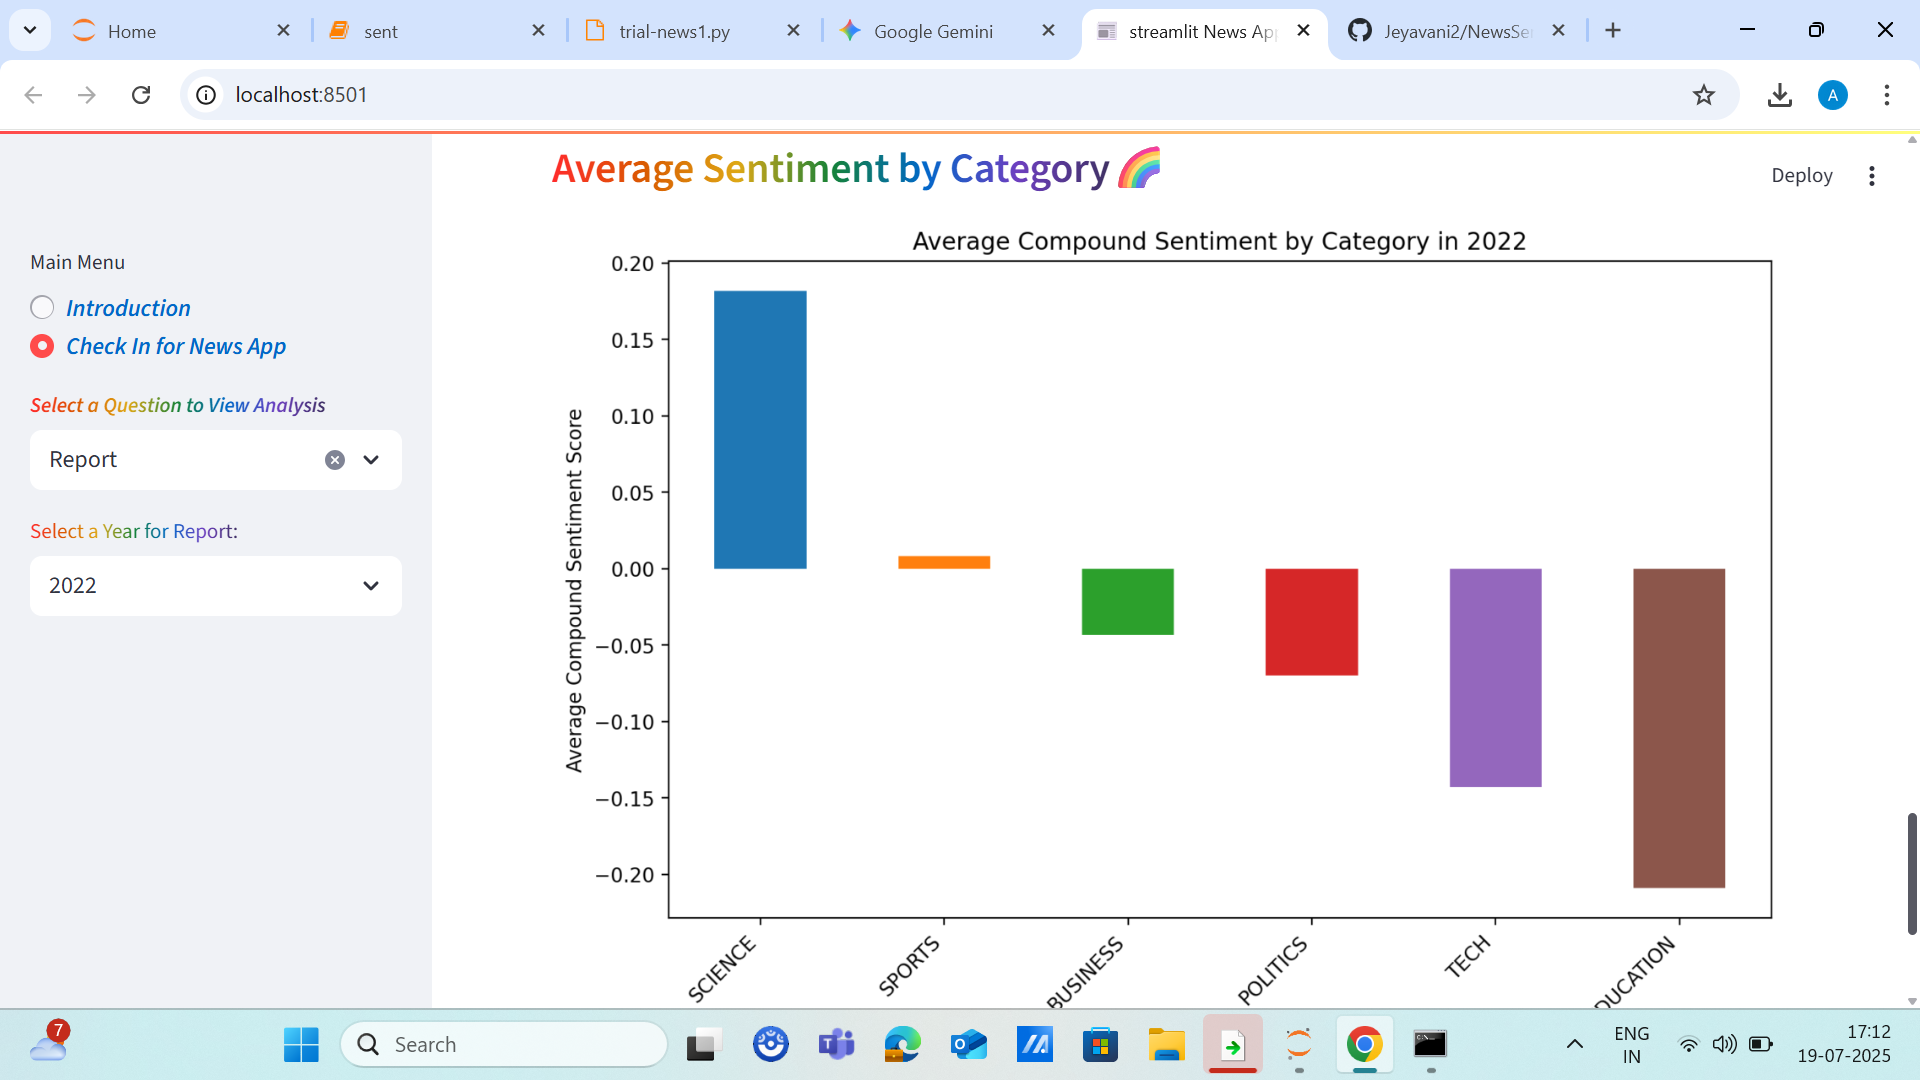 Home
sent
trial-news1.py
Google Gemini
streamlit News Ap
Jeyavani2/NewsSe
localhost:8501
Average Sentiment by Category 🌈
Deploy
Main Menu
Introduction
Check In for News App
Select a Question to View Analysis
Report
Select a Year for Report:
2022
Average Compound Sentiment by Category in 2022
Average Compound Sentiment Score
0.20
0.15
0.10
0.05
0.00
−0.05
−0.10
−0.15
−0.20
SCIENCE
SPORTS
BUSINESS
POLITICS
TECH
DUCATION
7
Search
ENG
IN
17:12
19-07-2025
A